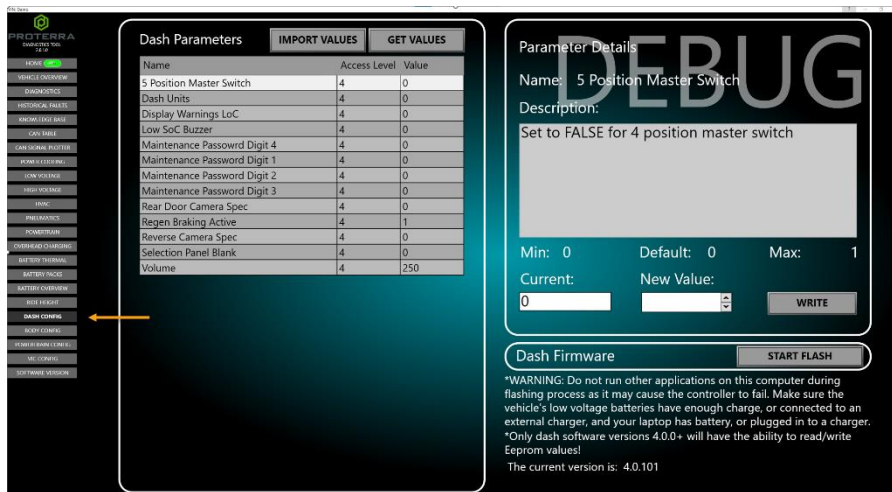 PROTERRA
DIAGNOSTICS TOOL
2.6.1.0
HOME
VEHICLE OVERVIEW
DIAGNOSTICS
HISTORICAL FAULTS
KNOWLEDGE BASE
CAN TABLE
CAN SIGNAL PLOTTER
POWER COOLING
LOW VOLTAGE
HIGH VOLTAGE
HVAC
PNEUMATICS
POWERTRAIN
OVERHEAD CHARGING
BATTERY THERMAL
BATTERY PACKS
BATTERY OVERVIEW
RIDE HEIGHT
DASH CONFIG
BODY CONFIG
POWERTRAIN CONFIG
VIC CONFIG
SOFTWARE VERSION
Dash Parameters IMPORT VALUES GET VALUES
Name Access Level Value
5 Position Master Switch 4 0
Dash Units 4 0
Display Warnings LoC 4 0
Low SoC Buzzer 4 0
Maintenance Passowrd Digit 4 4 0
Maintenance Password Digit 1 4 0
Maintenance Password Digit 2 4 0
Maintenance Password Digit 3 4 0
Rear Door Camera Spec 4 0
Regen Braking Active 4 1
Reverse Camera Spec 4 0
Selection Panel Blank 4 0
Volume 4 250
DEBUG
Parameter Details
Name: 5 Position Master Switch
Description:
Set to FALSE for 4 position master switch
Min: 0 Default: 0 Max: 1
Current: New Value:
0 WRITE
Dash Firmware START FLASH
*WARNING: Do not run other applications on this computer during
flashing process as it may cause the controller to fail. Make sure the
vehicle's low voltage batteries have enough charge, or connected to an
external charger, and your laptop has battery, or plugged in to a charger.
*Only dash software versions 4.0.0+ will have the ability to read/write
Eeprom values!
The current version is: 4.0.101